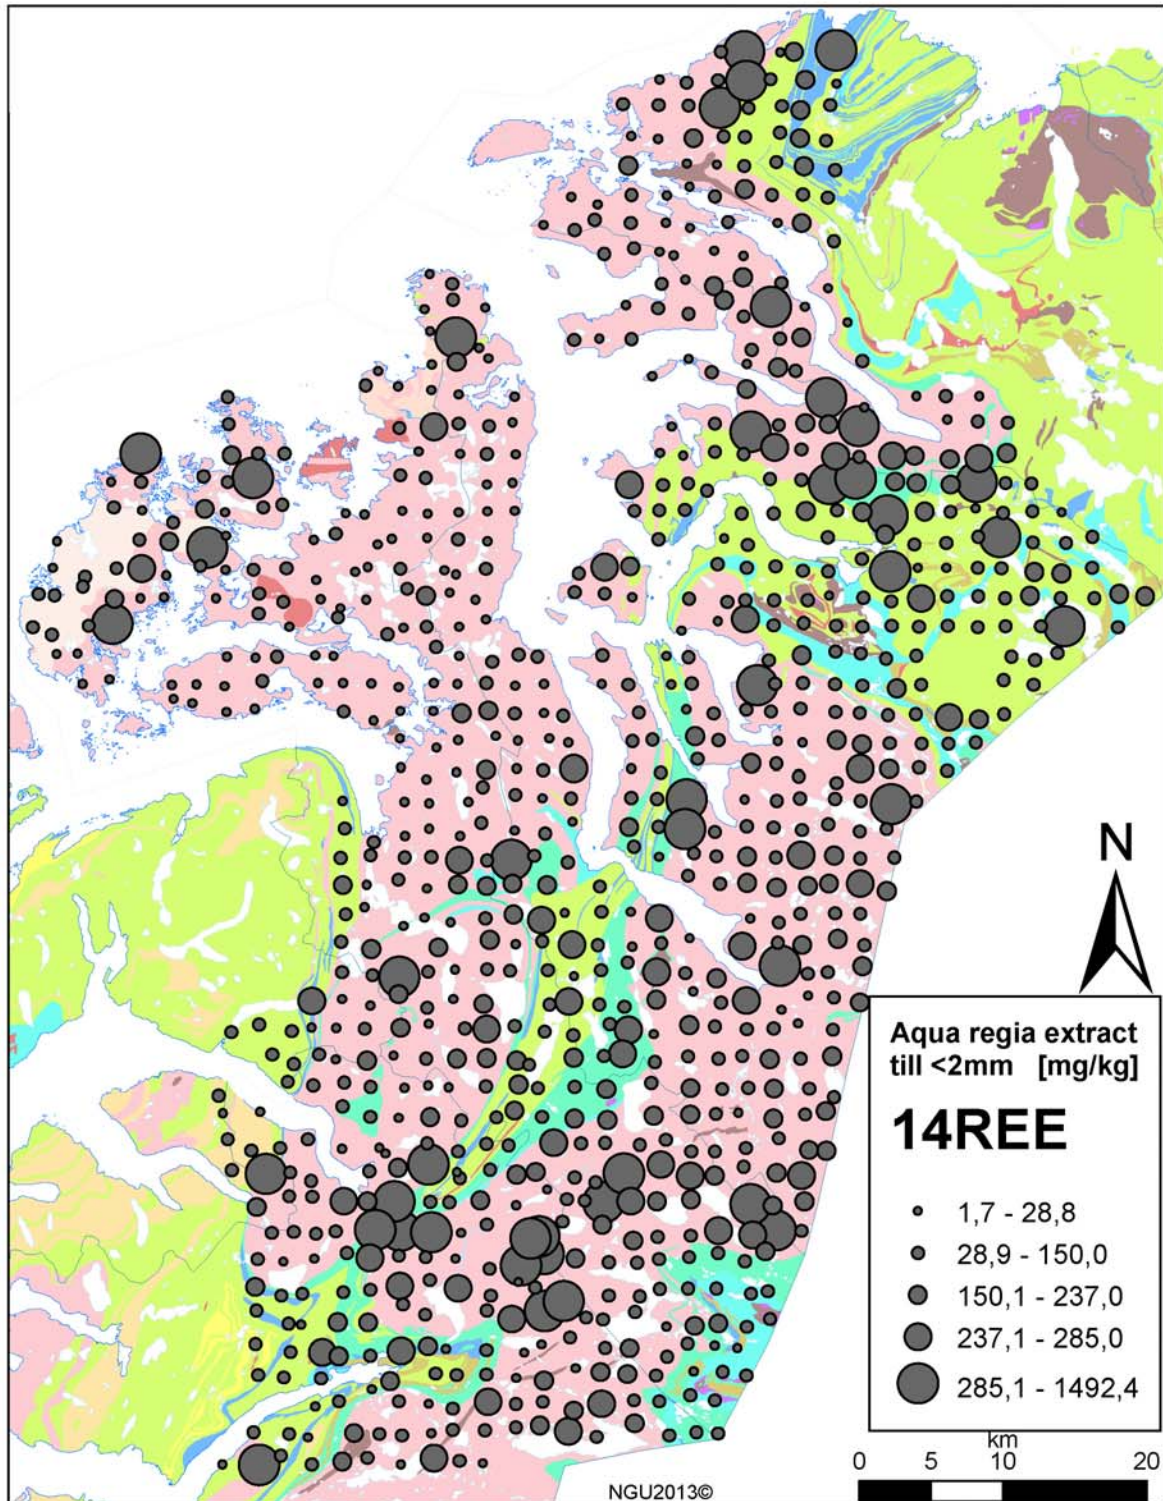 N
Aqua regia extract
till <2mm [mg/kg]
14REE
1,7 - 28,8
28,9 - 150,0
150,1 - 237,0
237,1 - 285,0
285,1 - 1492,4
km
0 5 10 20
NGU2013©